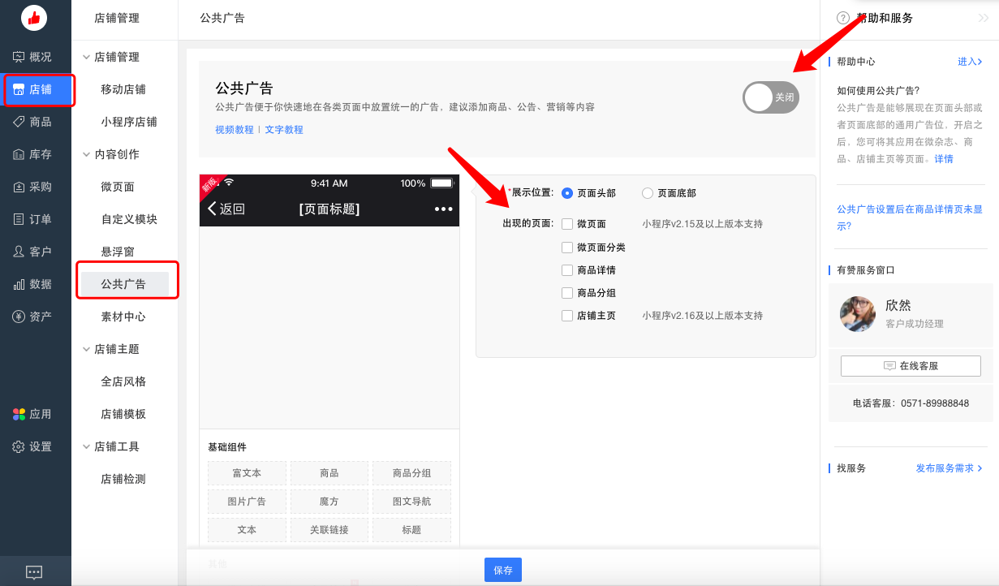 概况
店铺
商品
库存
采购
订单
客户
数据
资产
应用
设置
店铺管理
店铺管理
移动店铺
小程序店铺
内容创作
微页面
自定义模块
悬浮窗
公共广告
素材中心
店铺主题
全店风格
店铺模板
店铺工具
店铺检测
公共广告
公共广告
公共广告便于你快速地在各类页面中放置统一的广告，建议添加商品、公告、营销等内容
视频教程 | 文字教程
关闭
新版
9:41 AM
100%
返回
[页面标题]
•••
基础组件
富文本 商品 商品分组
图片广告 魔方 图文导航
文本 关联链接 标题
其他
*展示位置: 页面头部 页面底部
出现的页面: 微页面 小程序v2.15及以上版本支持
微页面分类
商品详情
商品分组
店铺主页 小程序v2.16及以上版本支持
保存
? 帮助和服务
帮助中心 进入>
如何使用公共广告?
公共广告是能够展现在页面头部或
者页面底部的通用广告位，开启之
后，您可将其应用在微杂志、商
品、店铺主页等页面。详情
公共广告设置后在商品详情页未显
示?
有赞服务窗口
欣然
客户成功经理
在线客服
电话客服：0571-89988848
找服务 发布服务需求 >